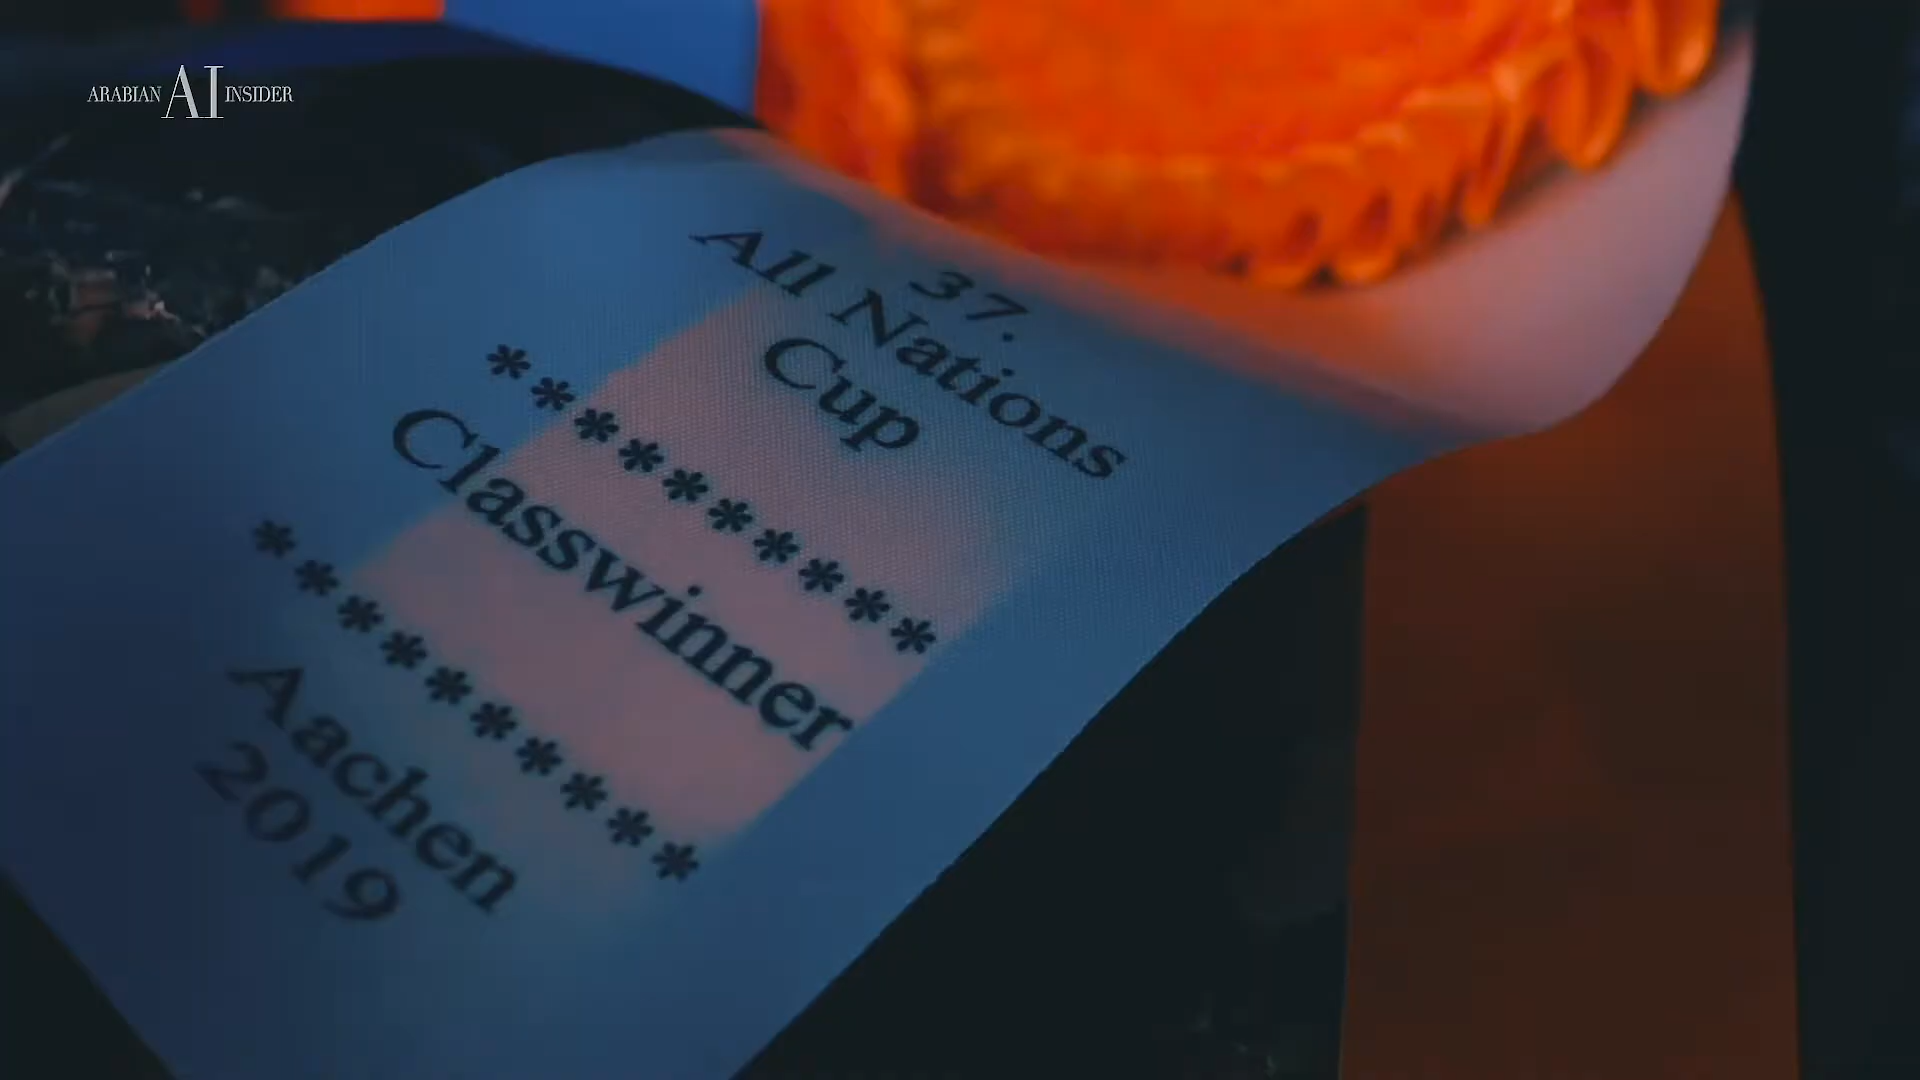 ARABIAN AI INSIDER
37.
All Nations
Cup
**********
Classwinner
**********
Aachen
2019